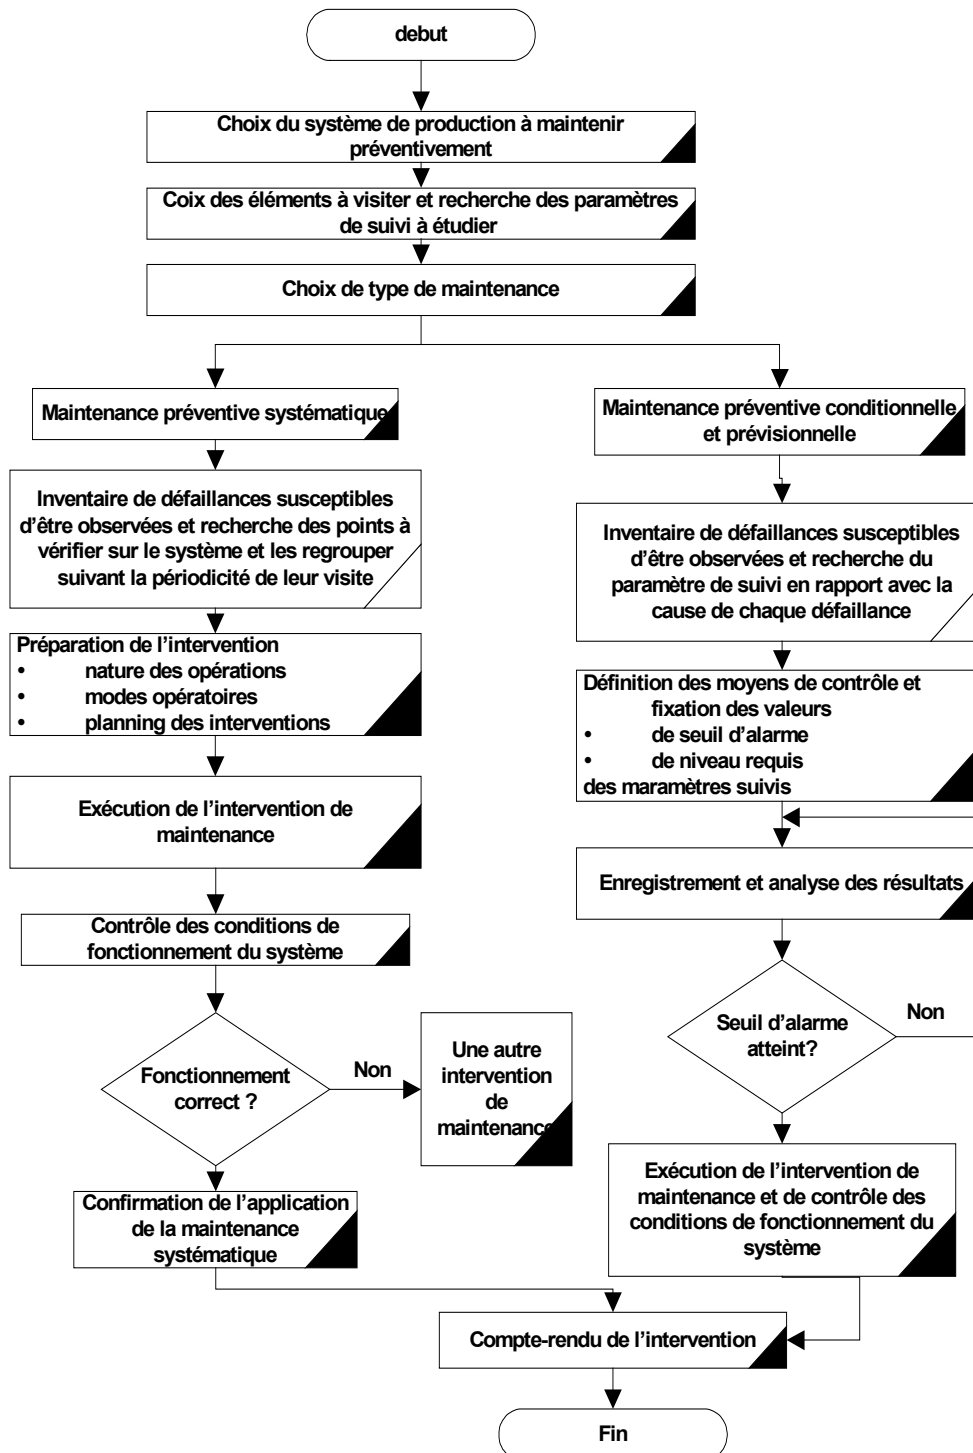 debut
Choix du système de production à maintenir
préventivement
Coix des éléments à visiter et recherche des paramètres
de suivi à étudier
Choix de type de maintenance
Maintenance préventive systématique
Inventaire de défaillances susceptibles
d’être observées et recherche des points à
vérifier sur le système et les regrouper
suivant la périodicité de leur visite
Préparation de l’intervention
• nature des opérations
• modes opératoires
• planning des interventions
Exécution de l’intervention de
maintenance
Contrôle des conditions de
fonctionnement du système
Fonctionnement
correct ?
Non
Une autre
intervention
de
maintenance
Confirmation de l’application
de la maintenance
systématique
Maintenance préventive conditionnelle
et prévisionnelle
Inventaire de défaillances susceptibles
d’être observées et recherche du
paramètre de suivi en rapport avec la
cause de chaque défaillance
Définition des moyens de contrôle et
fixation des valeurs
• de seuil d’alarme
• de niveau requis
des maramètres suivis
Enregistrement et analyse des résultats
Seuil d’alarme
atteint?
Non
Exécution de l’intervention de
maintenance et de contrôle des
conditions de fonctionnement du
système
Compte-rendu de l’intervention
Fin